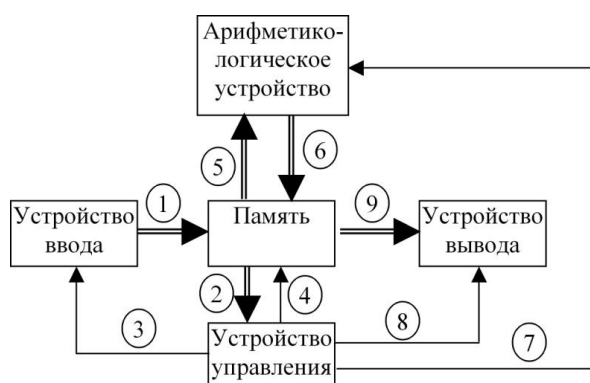 Арифметико-
логическое
устройство
5
6
Устройство
ввода
1
Память
9
Устройство
вывода
2
4
3
8
7
Устройство
управления